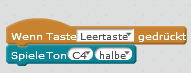 Wenn Taste Leertaste gedrückt
Spiele Ton C4 halbe